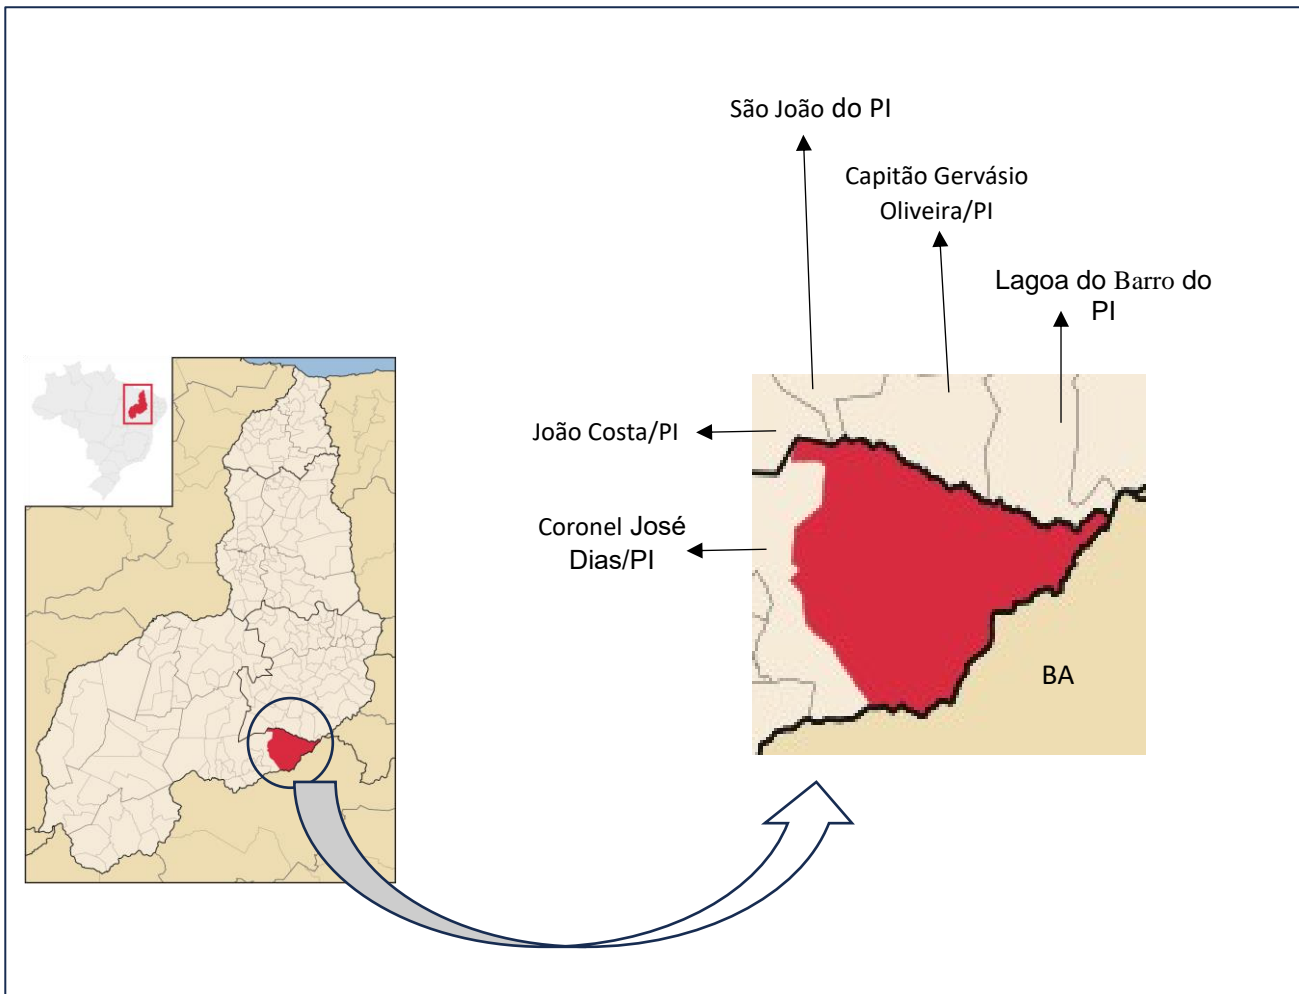 São João do PI
Capitão Gervásio
Oliveira/PI
Lagoa do Barro do
PI
João Costa/PI
Coronel José
Dias/PI
BA